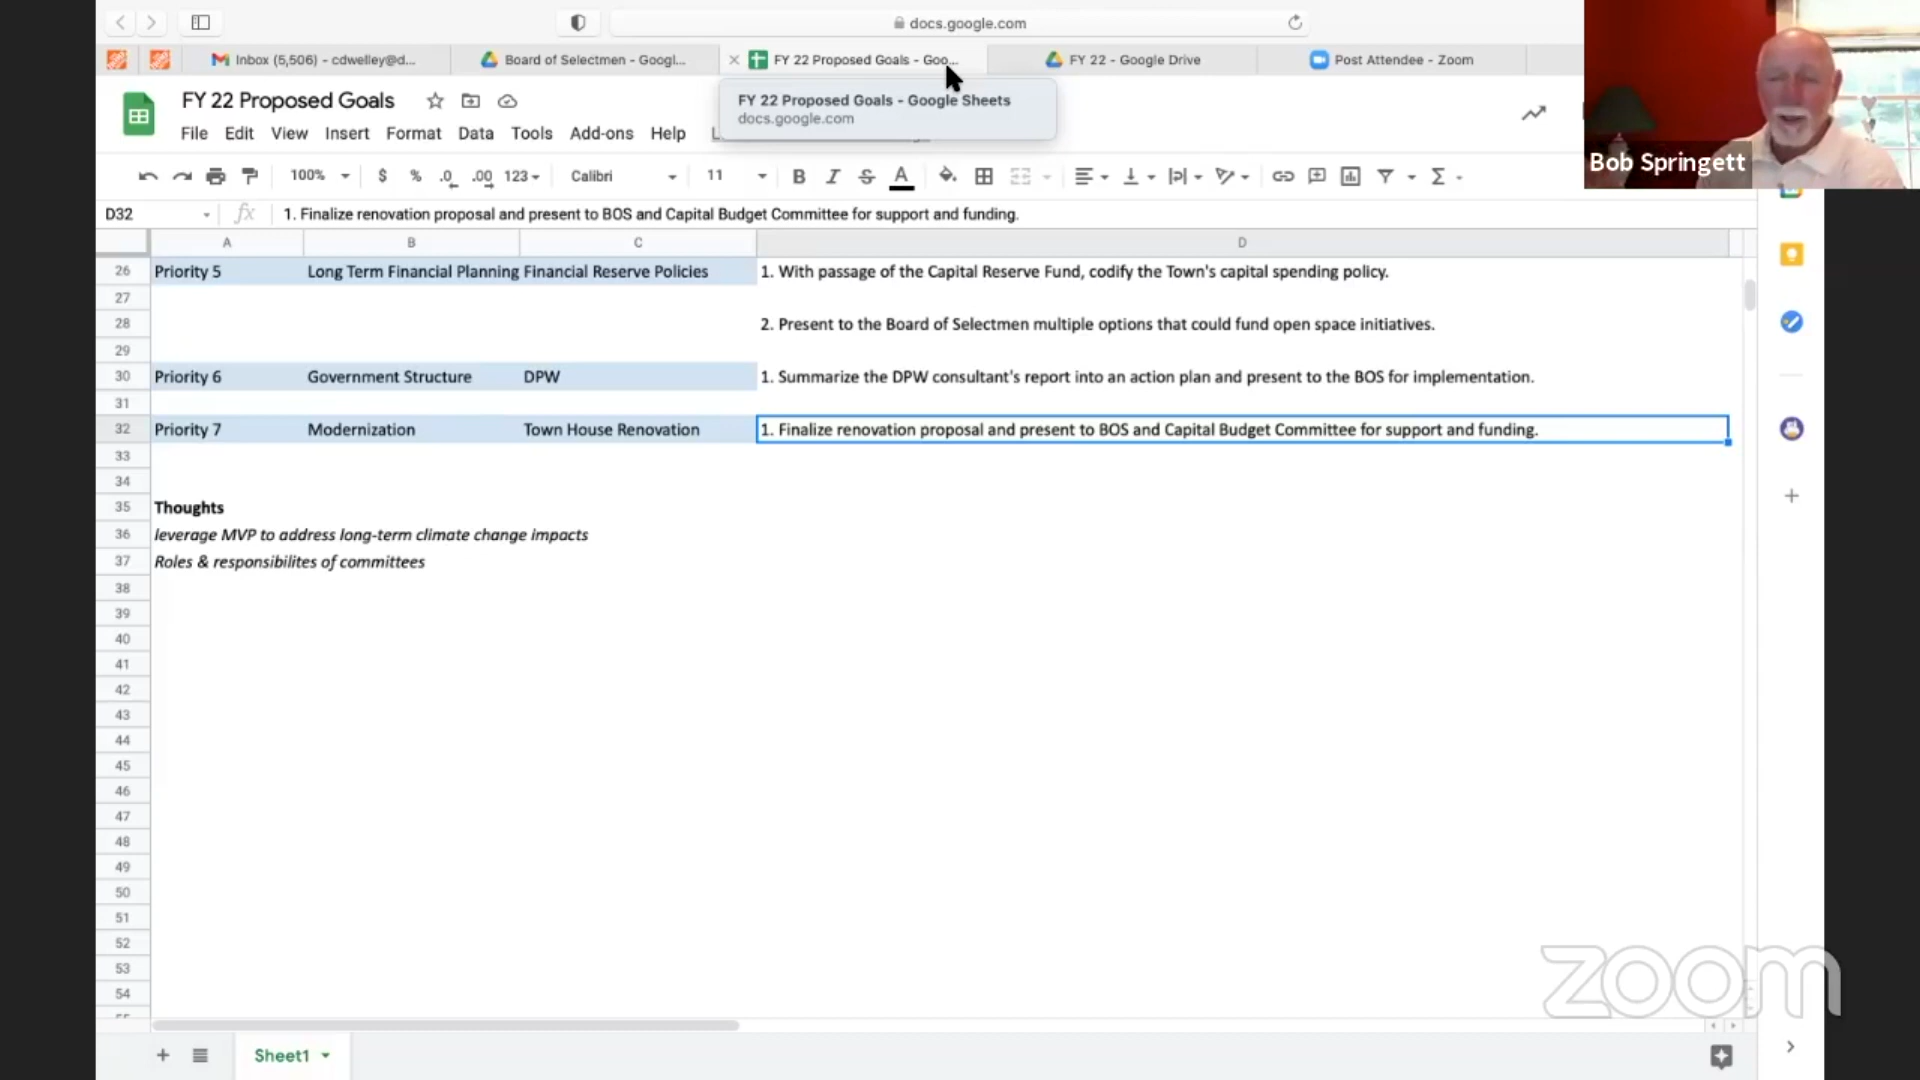 docs.google.com
Inbox (5,506) - cdwelley@d...
Board of Selectmen - Googl...
FY 22 Proposed Goals - Goo...
FY 22 - Google Drive
Post Attendee - Zoom
FY 22 Proposed Goals
FY 22 Proposed Goals - Google Sheets
docs.google.com
File Edit View Insert Format Data Tools Add-ons Help
Bob Springett
100% $ % .0 .00 123 Calibri 11 B I S A
D32 fx 1. Finalize renovation proposal and present to BOS and Capital Budget Committee for support and funding.
A B C D
26 Priority 5 Long Term Financial Planning Financial Reserve Policies 1. With passage of the Capital Reserve Fund, codify the Town's capital spending policy.
27
28 2. Present to the Board of Selectmen multiple options that could fund open space initiatives.
29
30 Priority 6 Government Structure DPW 1. Summarize the DPW consultant's report into an action plan and present to the BOS for implementation.
31
32 Priority 7 Modernization Town House Renovation 1. Finalize renovation proposal and present to BOS and Capital Budget Committee for support and funding.
33
34
35 Thoughts
36 leverage MVP to address long-term climate change impacts
37 Roles & responsibilites of committees
38
39
40
41
42
43
44
45
46
47
48
49
50
51
52
53
54
zoom
Sheet1